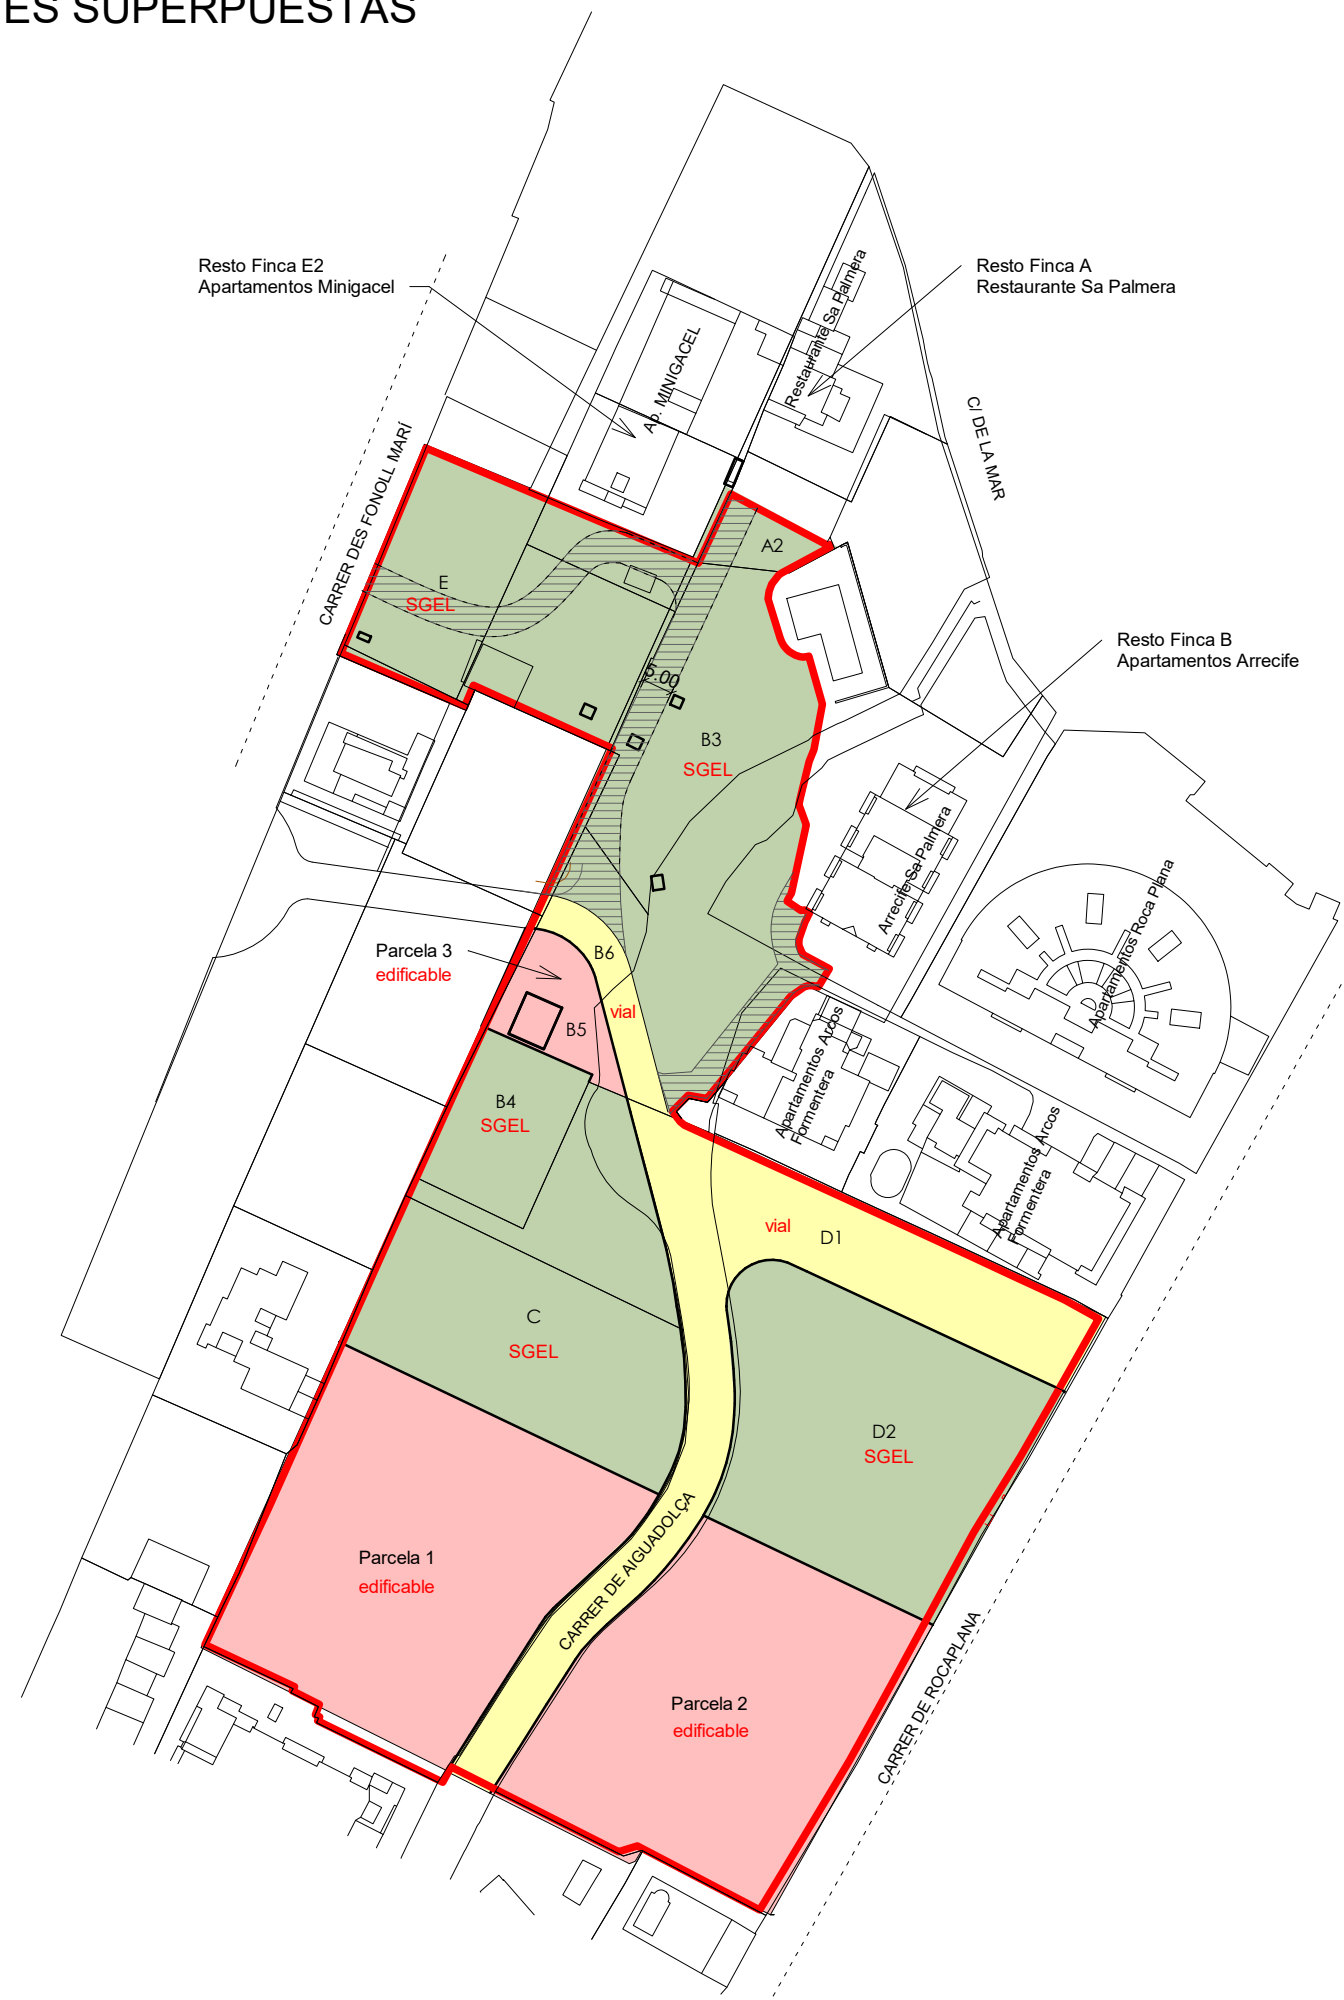 ES SUPERPUESTAS
Resto Finca E2
Apartamentos Minigacel
Resto Finca A
Restaurante Sa Palmera
Restaurante Sa Palmera
Ap. MINIGACEL
C/ DE LA MAR
CARRER DES FONOLL MARÍ
A2
E
SGEL
Resto Finca B
Apartamentos Arrecife
5.00
B3
SGEL
Arrecife Sa Palmera
Apartamentos Roca Plana
Parcela 3
edificable
B6
vial
B5
B4
SGEL
Apartamentos Arcos
Formentera
Apartamentos Arcos
Formentera
vial
D1
C
SGEL
D2
SGEL
CARRER DE AIGUADOLÇA
Parcela 1
edificable
Parcela 2
edificable
CARRER DE ROCAPLANA